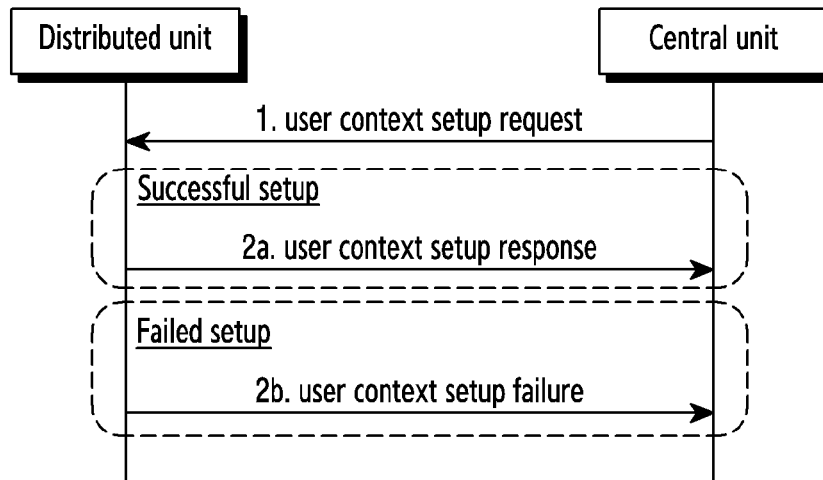 Distributed unit
Central unit
1. user context setup request
Successful setup
2a. user context setup response
Failed setup
2b. user context setup failure